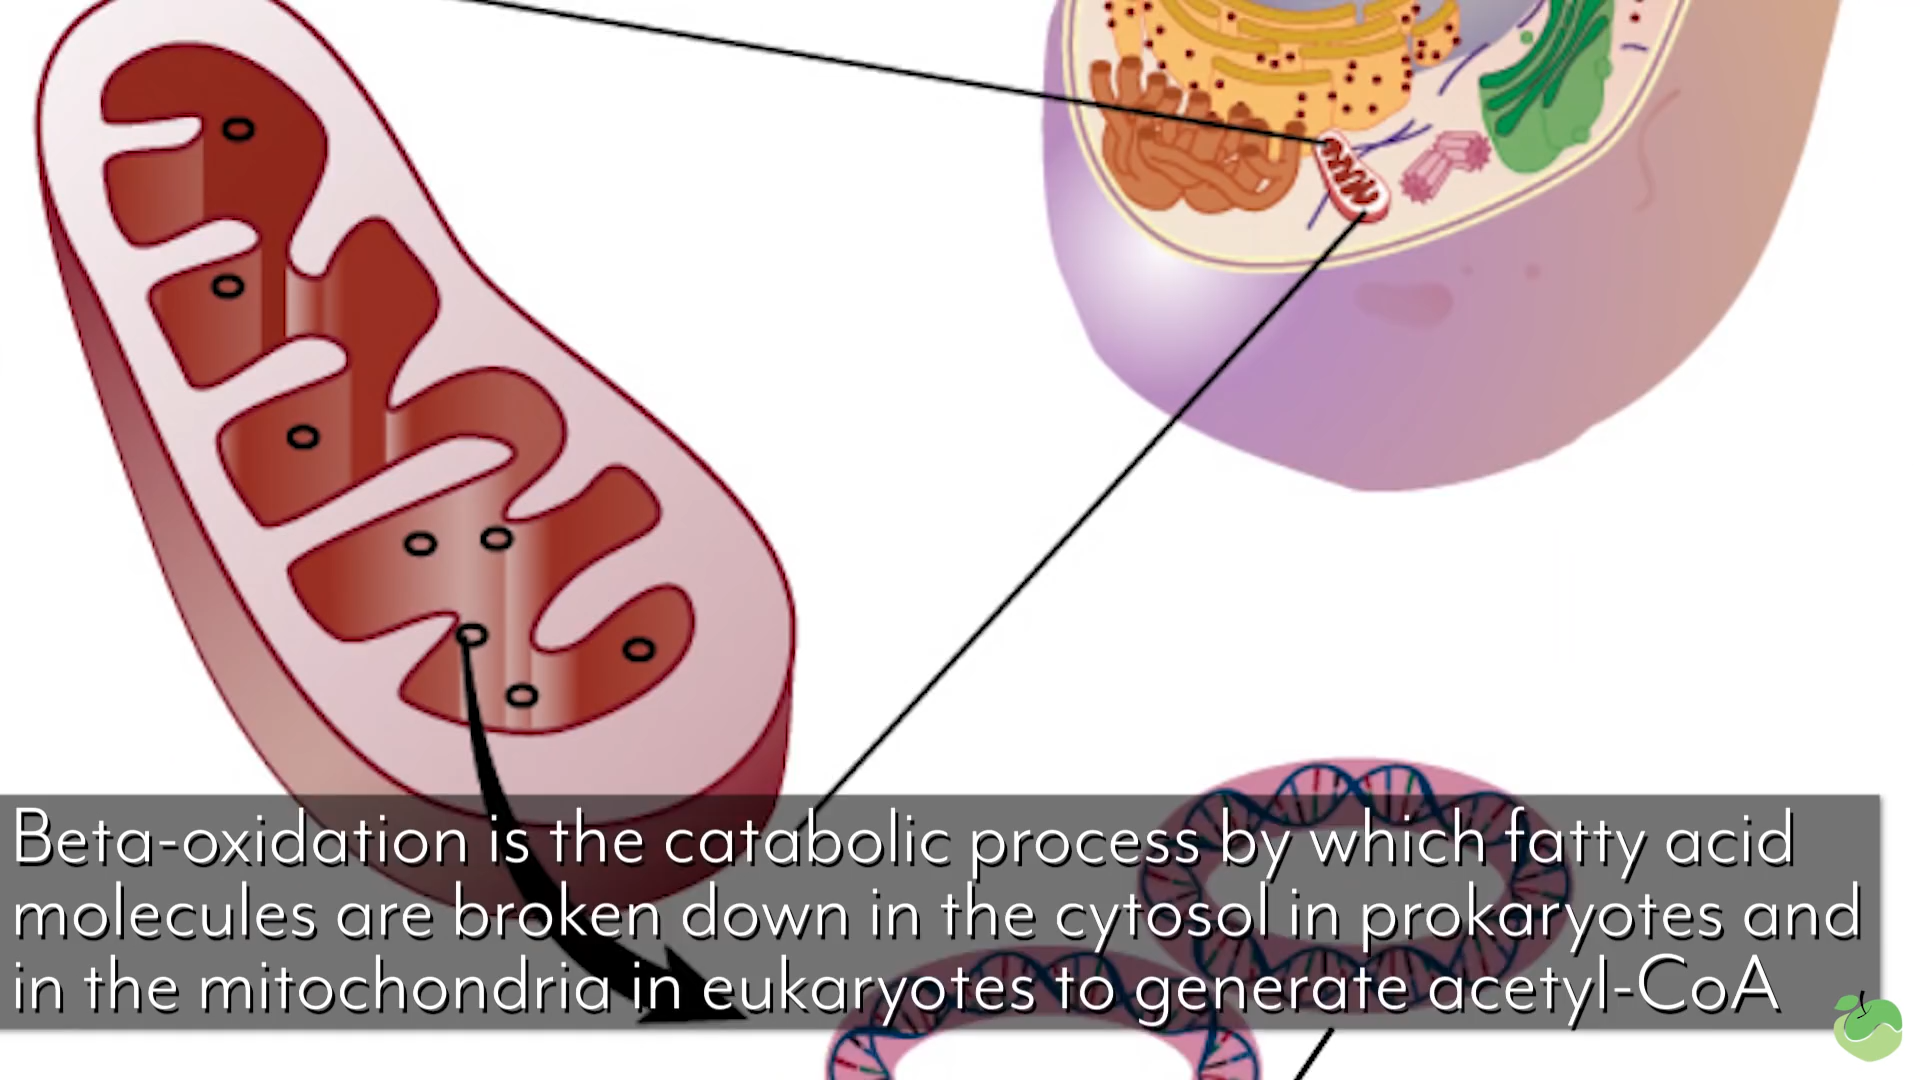 Beta-oxidation is the catabolic process by which fatty acid
molecules are broken down in the cytosol in prokaryotes and
in the mitochondria in eukaryotes to generate acetyl-CoA